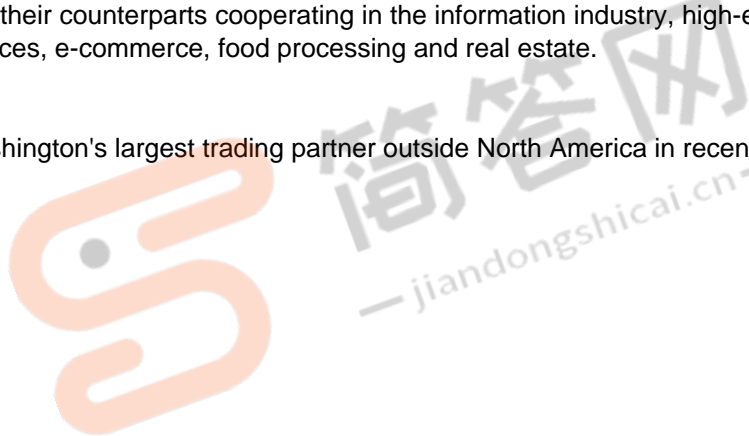 their counterparts cooperating in the information industry, high-e
ces, e-commerce, food processing and real estate.
简答网
hington's largest trading partner outside North America in recen
jiandongshicai.cn